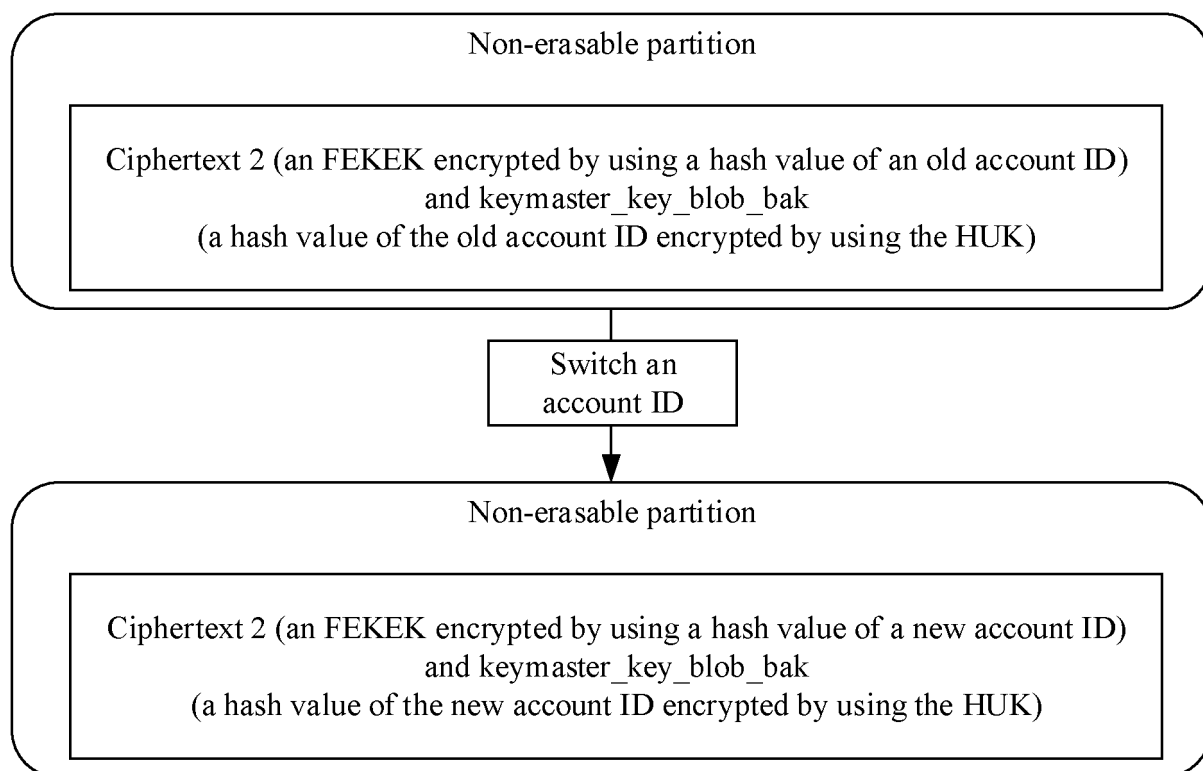 Non-erasable partition
Ciphertext 2 (an FEKEK encrypted by using a hash value of an old account ID)
and keymaster_key_blob_bak
(a hash value of the old account ID encrypted by using the HUK)
Switch an
account ID
Non-erasable partition
Ciphertext 2 (an FEKEK encrypted by using a hash value of a new account ID)
and keymaster_key_blob_bak
(a hash value of the new account ID encrypted by using the HUK)